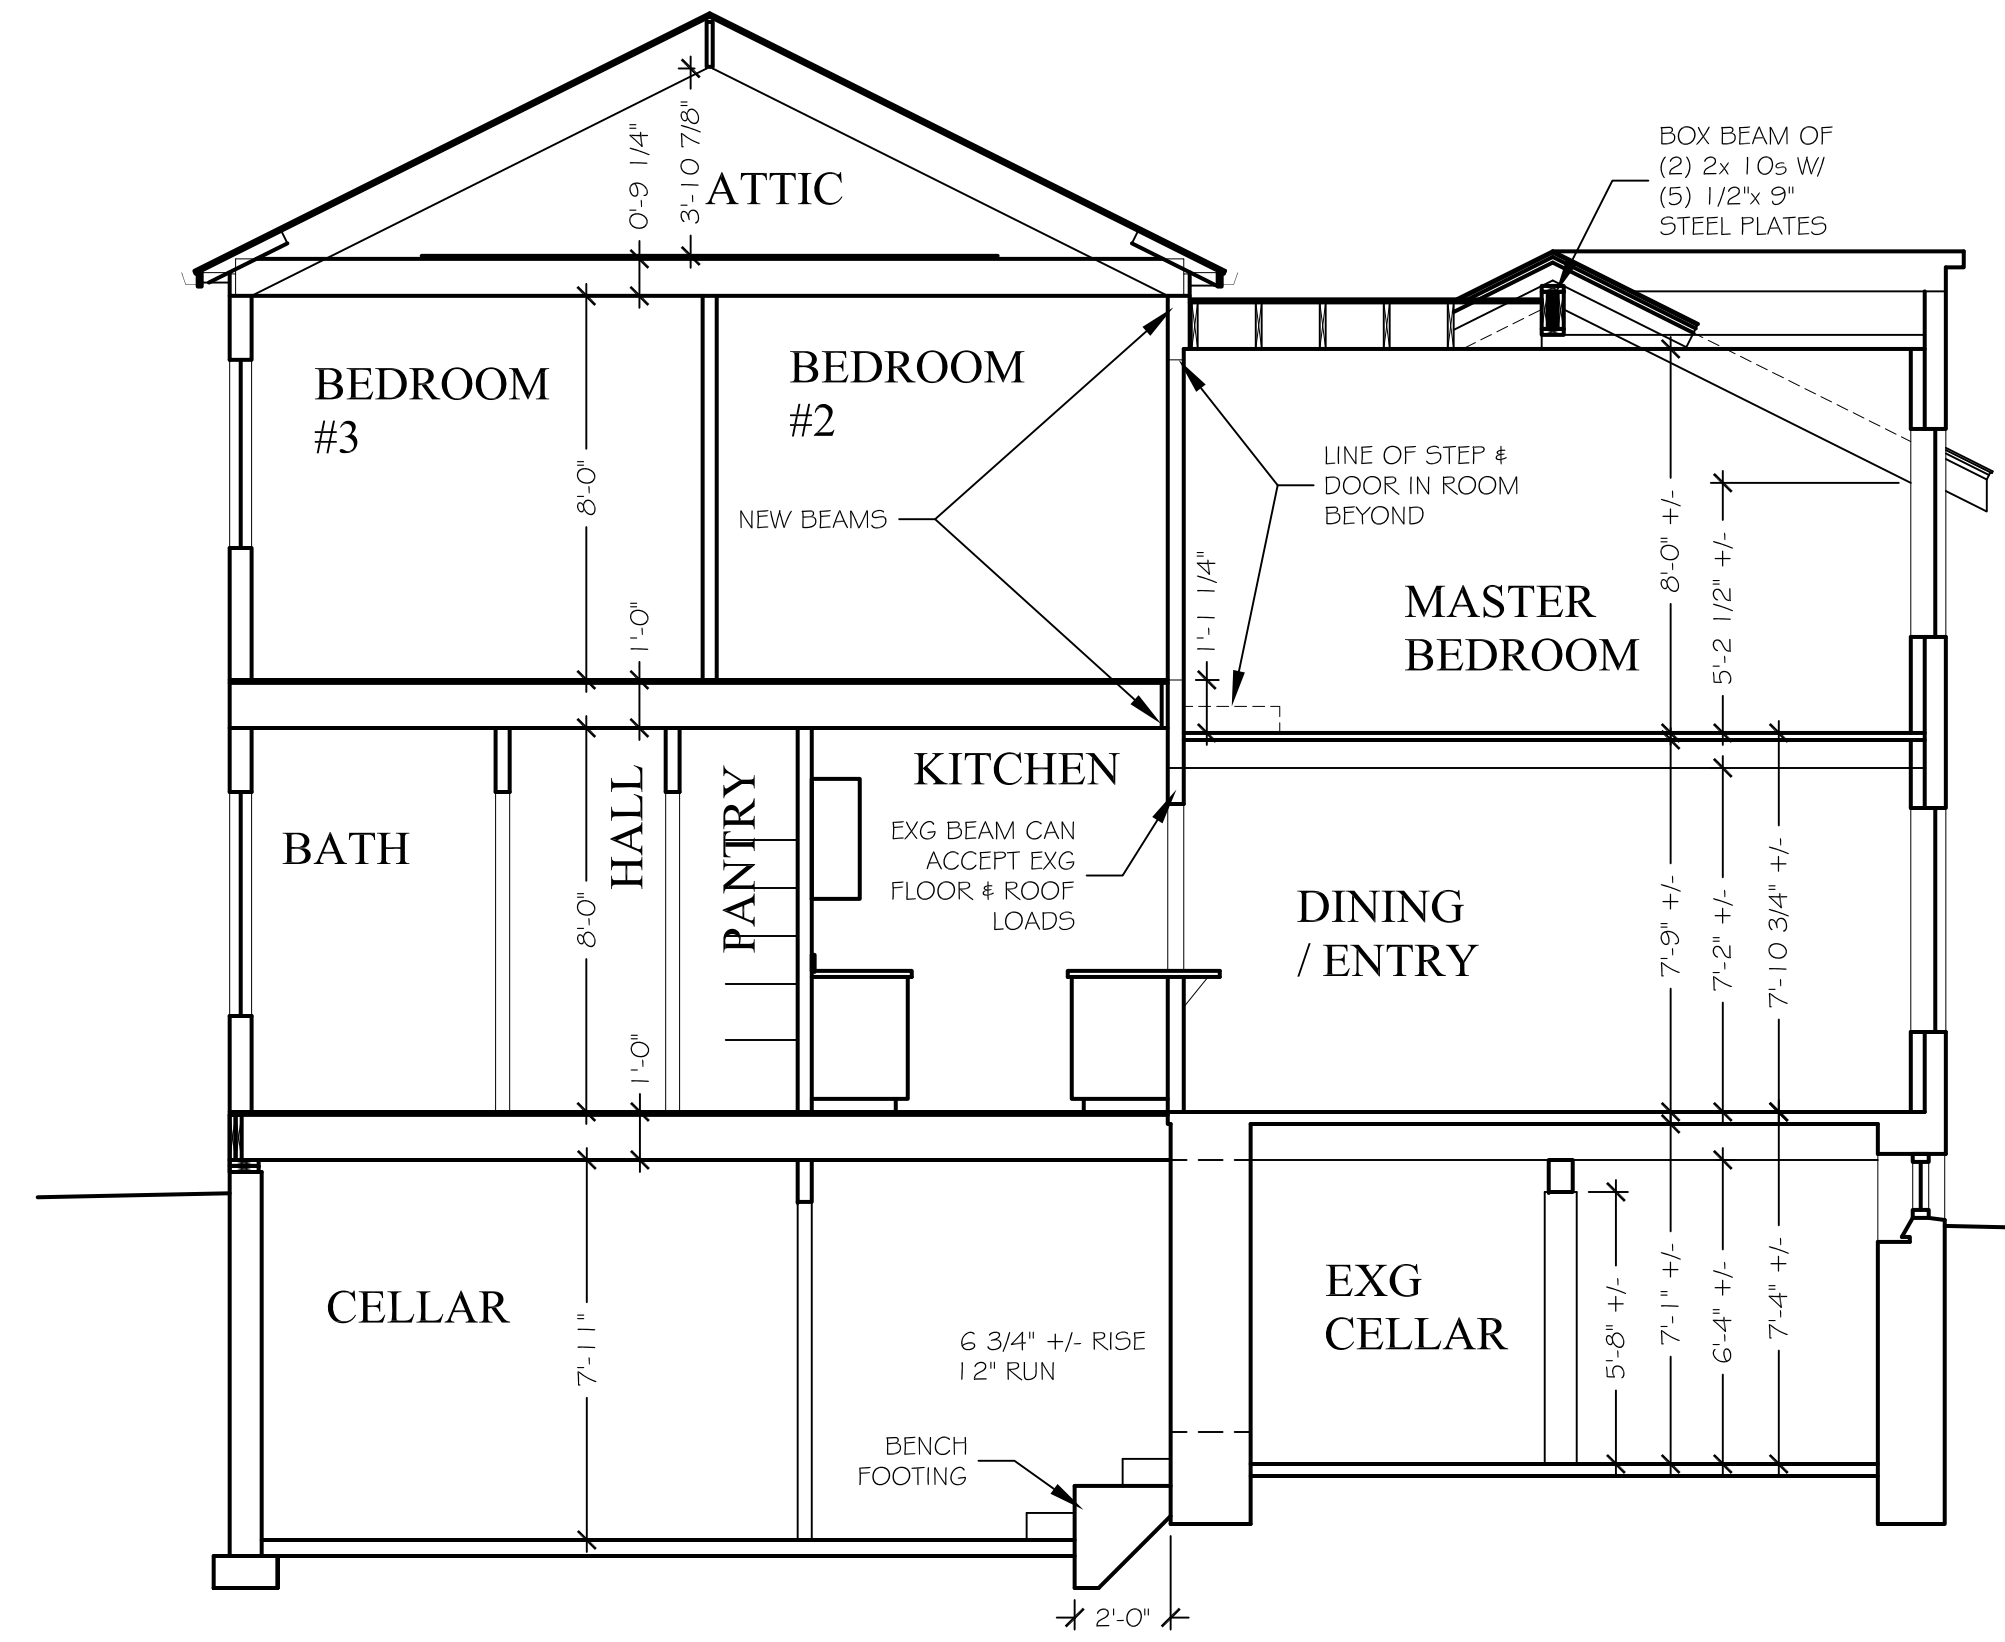 ATTIC
0'-9 1/4"
3'-10 7/8"
BOX BEAM OF
(2) 2x 10s W/
(5) 1/2"x 9"
STEEL PLATES
BEDROOM
#3
8'-0"
BEDROOM
#2
NEW BEAMS
LINE OF STEP &
DOOR IN ROOM
BEYOND
1'-1 1/4"
MASTER
BEDROOM
8'-0" +/-
5'-2 1/2" +/-
1'-0"
BATH
HALL
8'-0"
PANTRY
KITCHEN
EXG BEAM CAN
ACCEPT EXG
FLOOR & ROOF
LOADS
DINING
/ ENTRY
7'-9" +/-
7'-2" +/-
7'-10 3/4" +/-
1'-0"
CELLAR
7'-11"
6 3/4" +/- RISE
12" RUN
BENCH
FOOTING
2'-0"
EXG
CELLAR
5'-8" +/-
7'-1" +/-
6'-4" +/-
7'-4" +/-